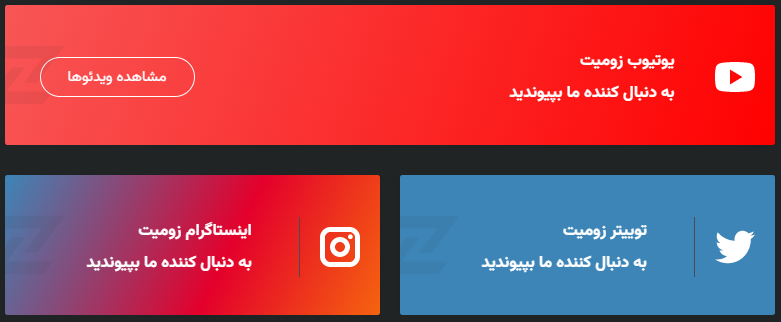 یوتیوب زومیت
به دنبال کننده ما بپیوندید
مشاهده ویدئوها
توییتر زومیت
به دنبال کننده ما بپیوندید
اینستاگرام زومیت
به دنبال کننده ما بپیوندید